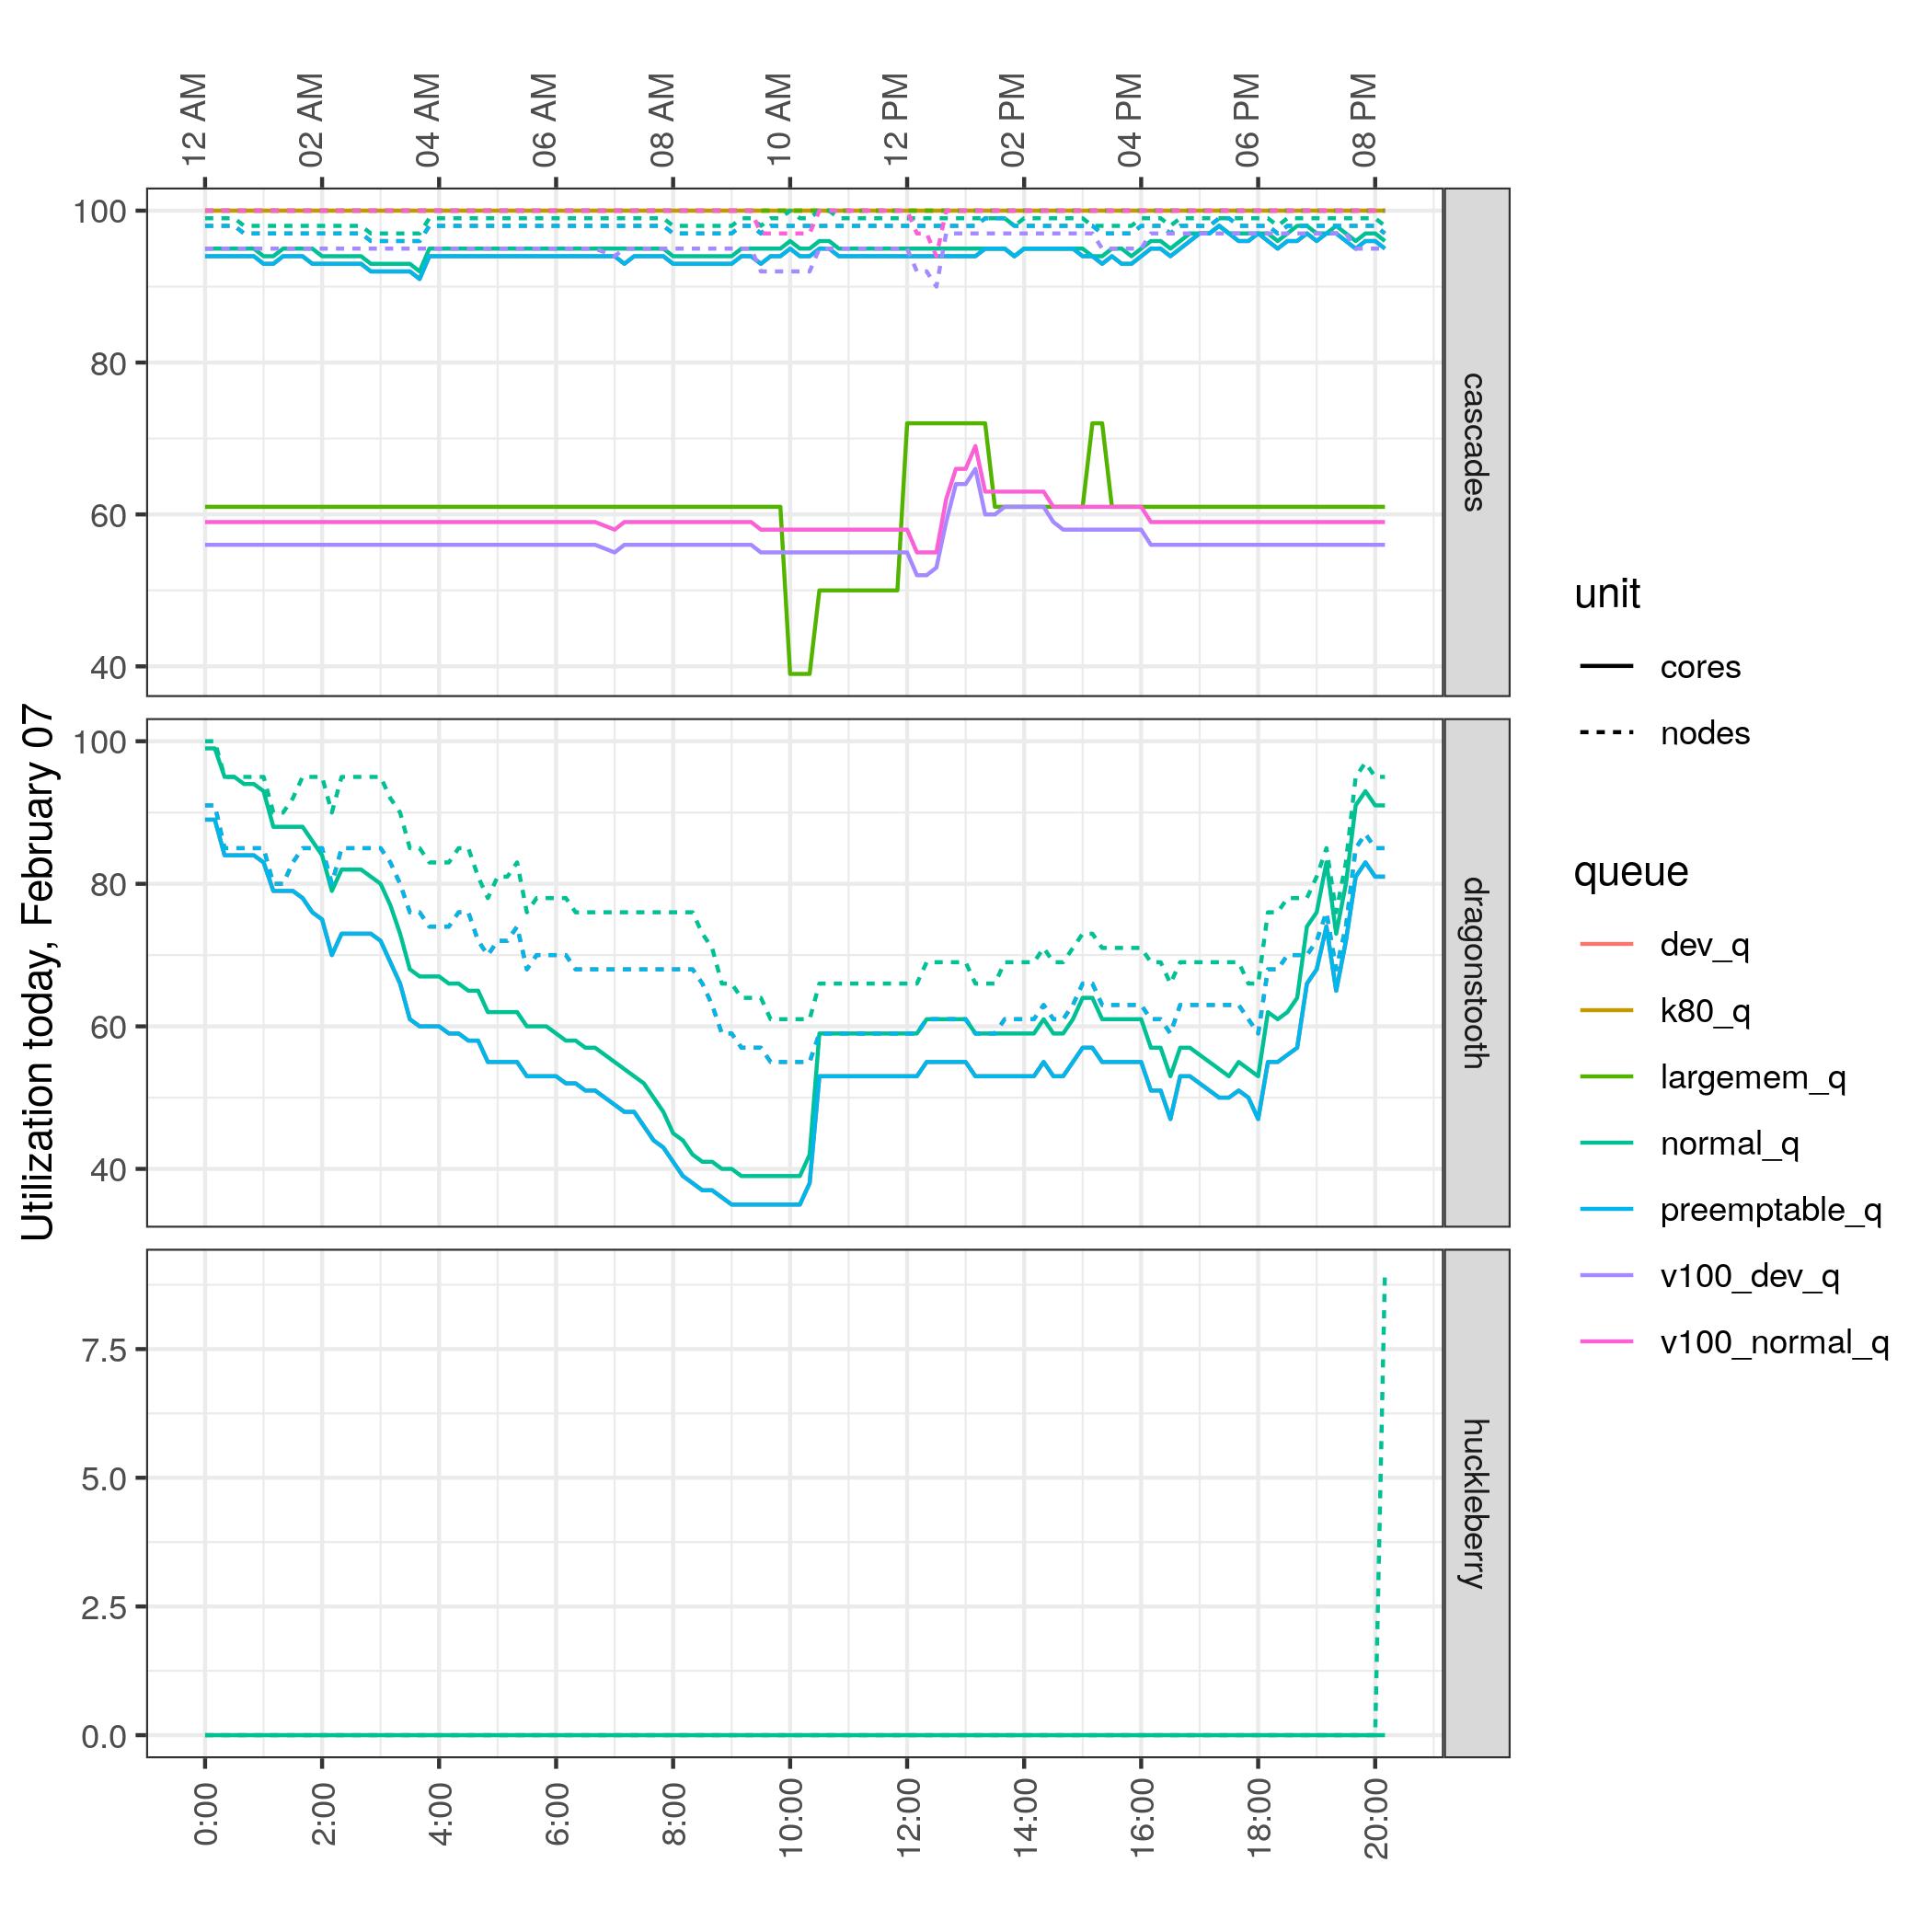 12 AM
02 AM
04 AM
06 AM
08 AM
10 AM
12 PM
02 PM
04 PM
06 PM
08 PM
Utilization today, February 07
100
80
60
40
cascades
100
80
60
40
dragonstooth
7.5
5.0
2.5
0.0
huckleberry
0:00
2:00
4:00
6:00
8:00
10:00
12:00
14:00
16:00
18:00
20:00
unit
cores
nodes
queue
dev_q
k80_q
largemem_q
normal_q
preemptable_q
v100_dev_q
v100_normal_q